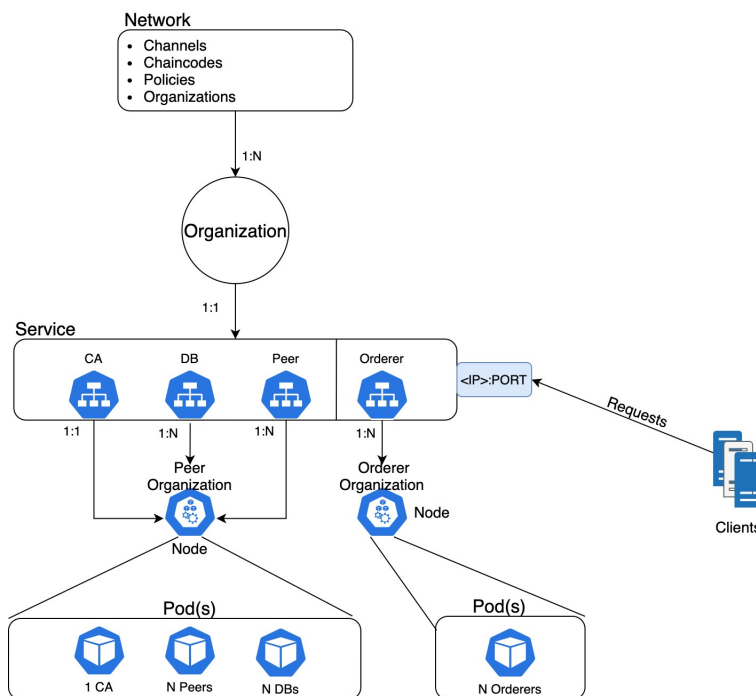 Network
• Channels
• Chaincodes
• Policies
• Organizations
1:N
Organization
1:1
Service
CA
DB
Peer
Orderer
<IP>:PORT
Requests
1:1
1:N
1:N
1:N
Peer
Organization
Orderer
Organization
Node
Node
Clients
Pod(s)
Pod(s)
1 CA
N Peers
N DBs
N Orderers